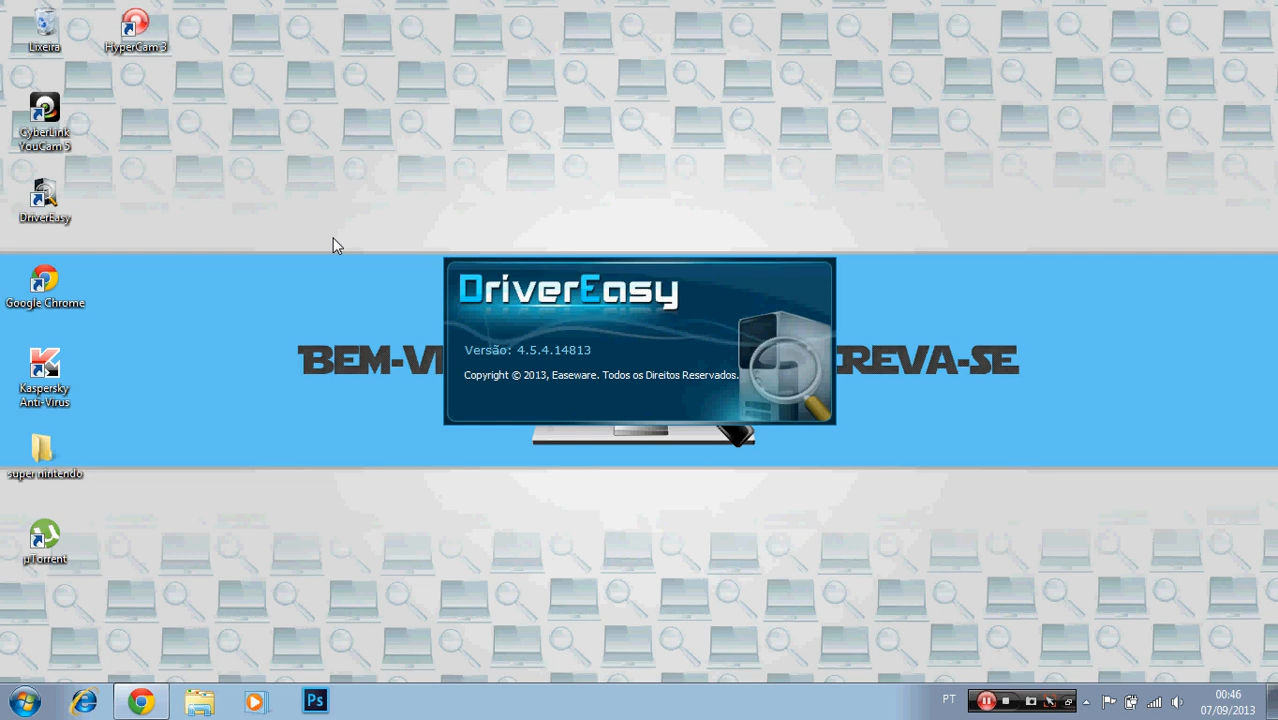 Lixeira
HyperCam 3
CyberLink
YouCam 5
DriverEasy
Google Chrome
Kaspersky
Anti-Virus
super nintendo
µTorrent
DriverEasy
Versão: 4.5.4.14813
Copyright © 2013, Easeware. Todos os Direitos Reservados.
BEM-VI
REVA-SE
Ps
PT
00:46
07/09/2013